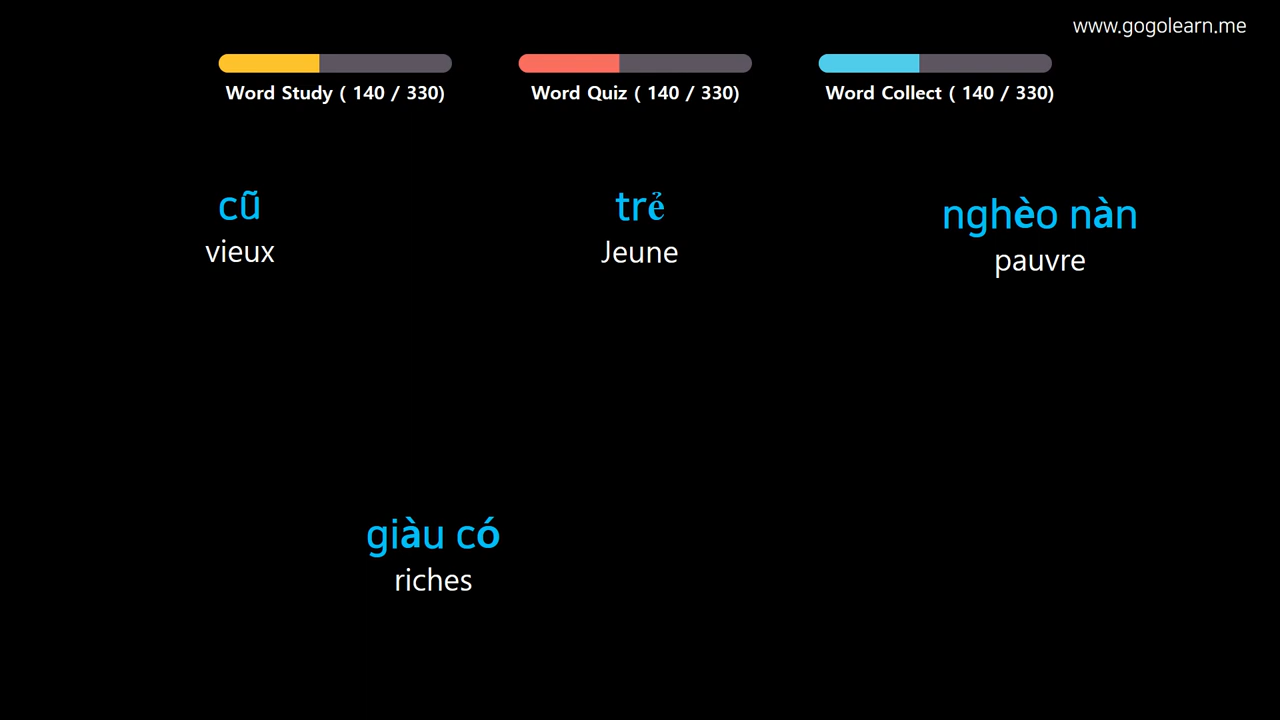 www.gogolearn.me
Word Study ( 140 / 330)
Word Quiz ( 140 / 330)
Word Collect ( 140 / 330)
cũ
vieux
trẻ
Jeune
nghèo nàn
pauvre
giàu có
riches